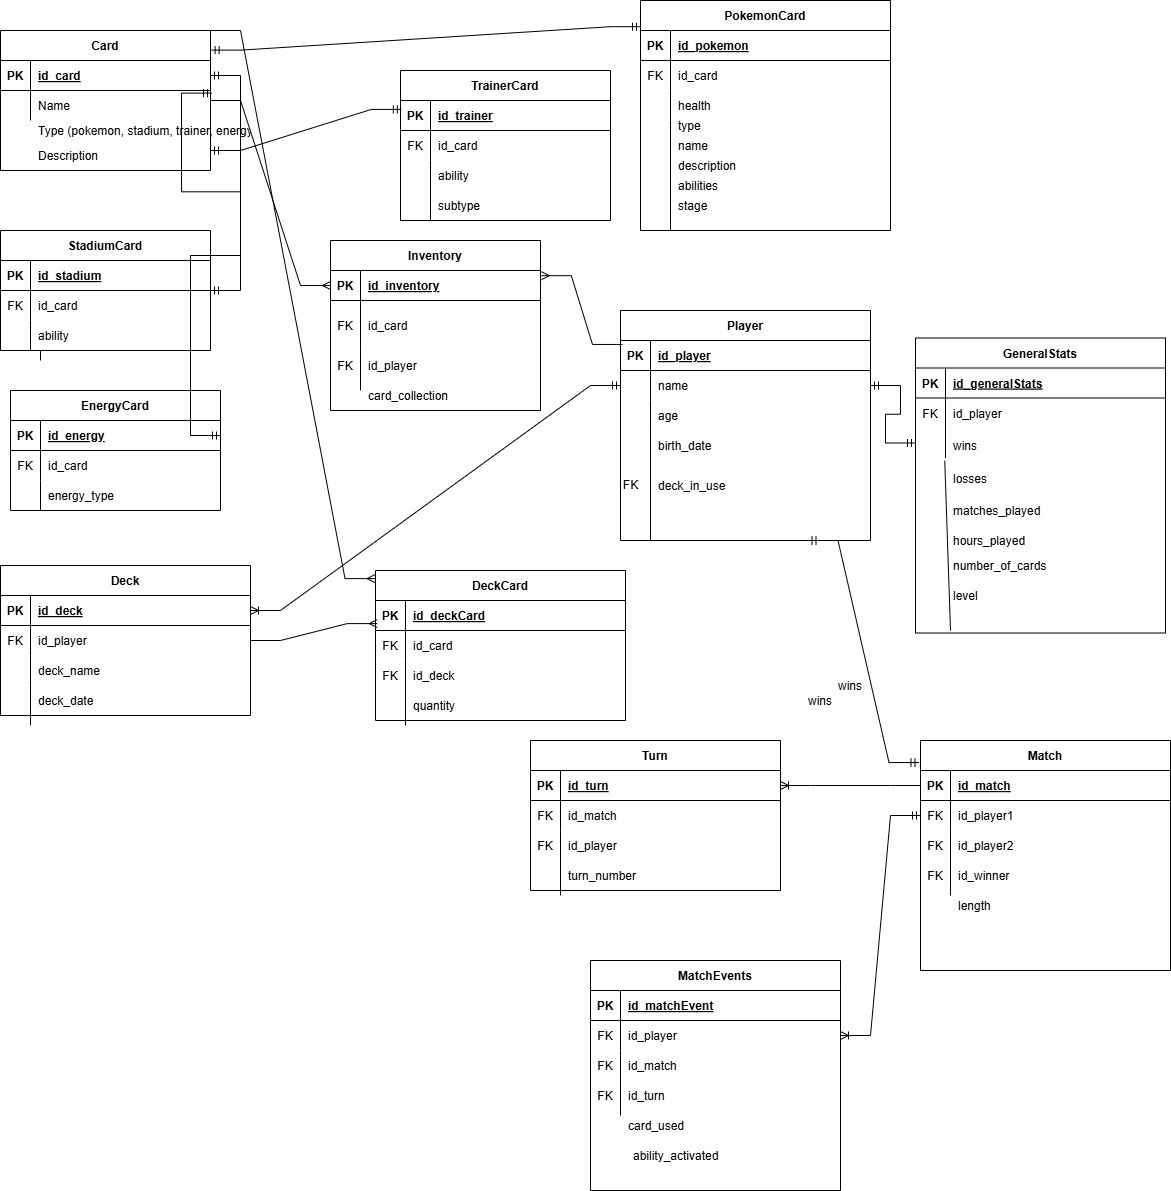 PokemonCard
PK id_pokemon
FK id_card
health
type
name
description
abilities
stage
Card
PK id_card
Name
Type (pokemon, stadium, trainer, energy
Description
TrainerCard
PK id_trainer
FK id_card
ability
subtype
StadiumCard
PK id_stadium
FK id_card
ability
Inventory
PK id_inventory
FK id_card
FK id_player
card_collection
Player
PK id_player
name
age
birth_date
FK deck_in_use
GeneralStats
PK id_generalStats
FK id_player
wins
losses
matches_played
hours_played
number_of_cards
level
EnergyCard
PK id_energy
FK id_card
energy_type
Deck
PK id_deck
FK id_player
deck_name
deck_date
DeckCard
PK id_deckCard
FK id_card
FK id_deck
quantity
wins
wins
Turn
PK id_turn
FK id_match
FK id_player
turn_number
Match
PK id_match
FK id_player1
FK id_player2
FK id_winner
length
MatchEvents
PK id_matchEvent
FK id_player
FK id_match
FK id_turn
card_used
ability_activated